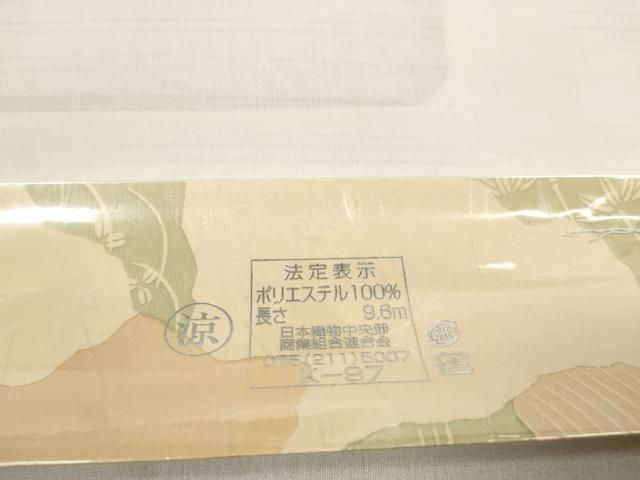 法定表示
ポリエステル100%
長さ 9.6m
日本織物中央卸
商業組合連合会
075(211)5007
K-97
涼